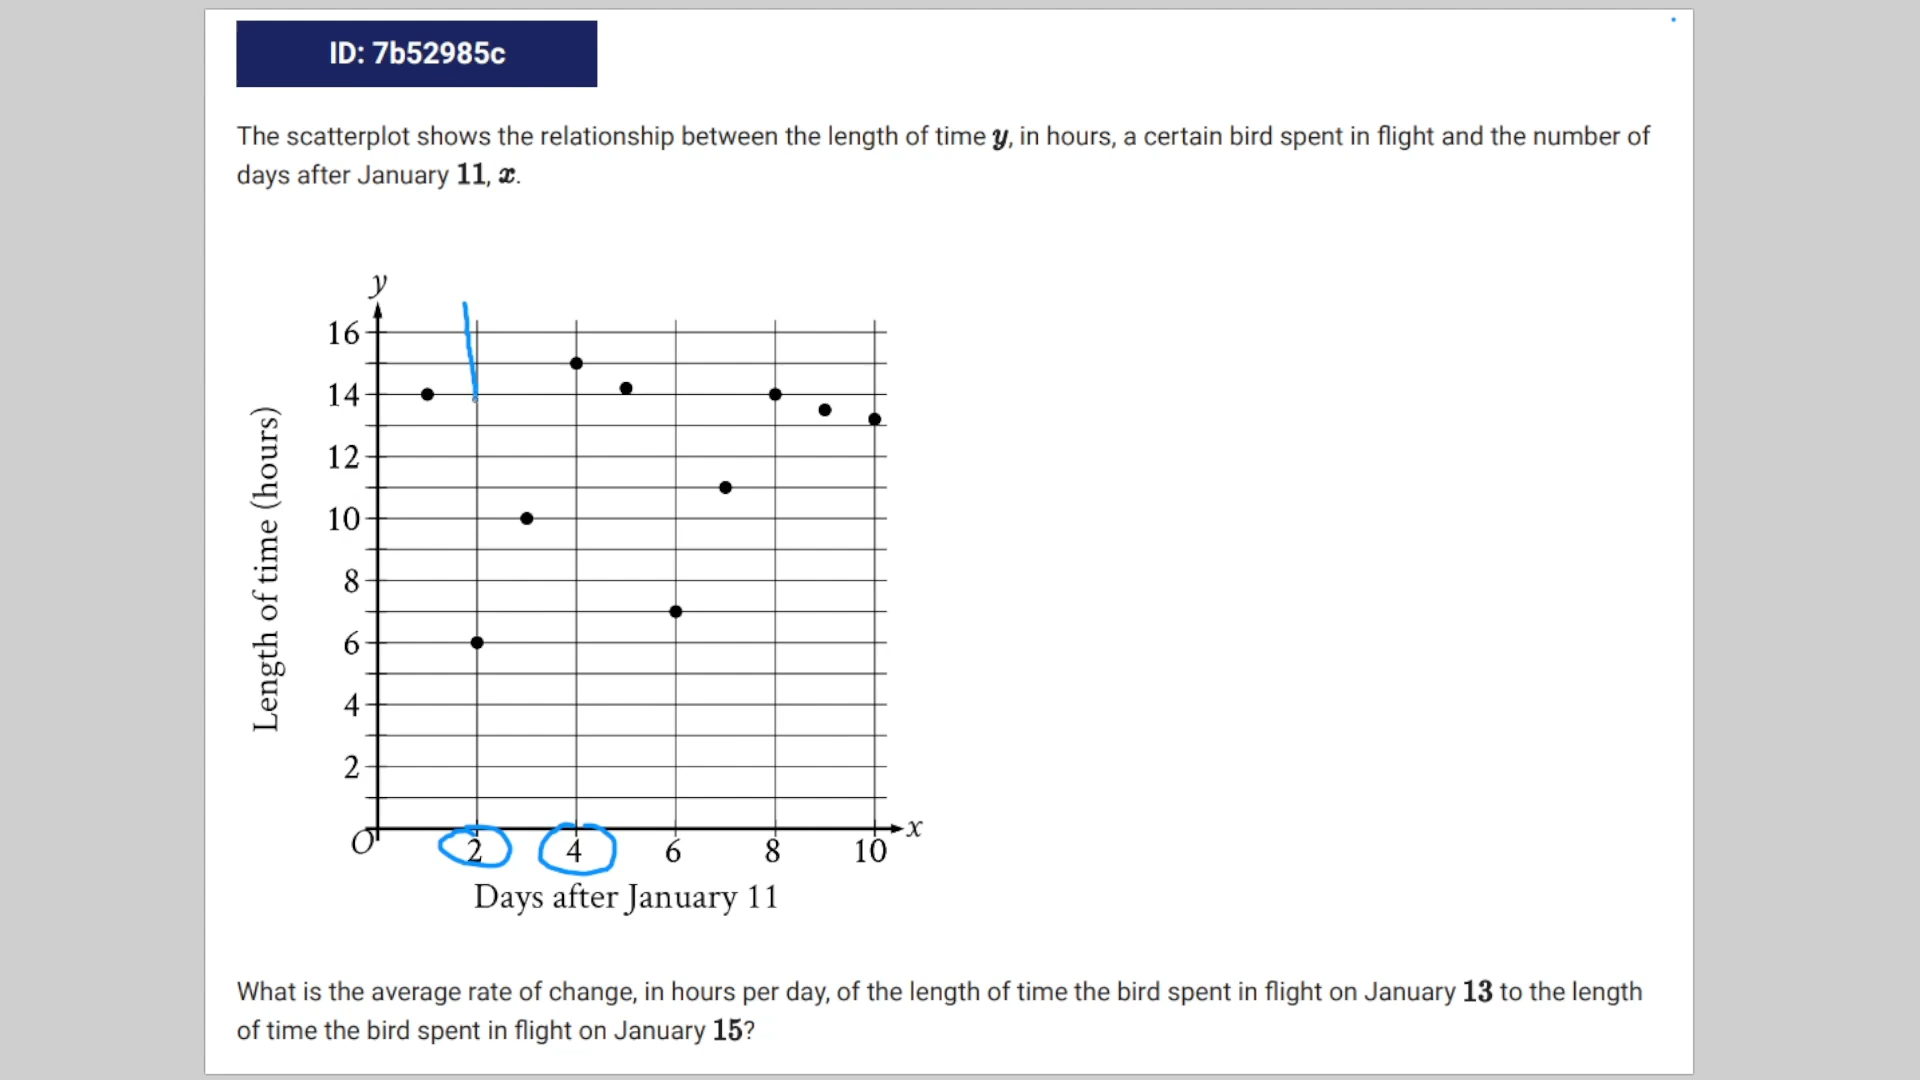 ID: 7b52985c
The scatterplot shows the relationship between the length of time y, in hours, a certain bird spent in flight and the number of
days after January 11, x.
y
16
14
12
10
8
6
4
2
Length of time (hours)
O
2 4 6 8 10
x
Days after January 11
What is the average rate of change, in hours per day, of the length of time the bird spent in flight on January 13 to the length
of time the bird spent in flight on January 15?